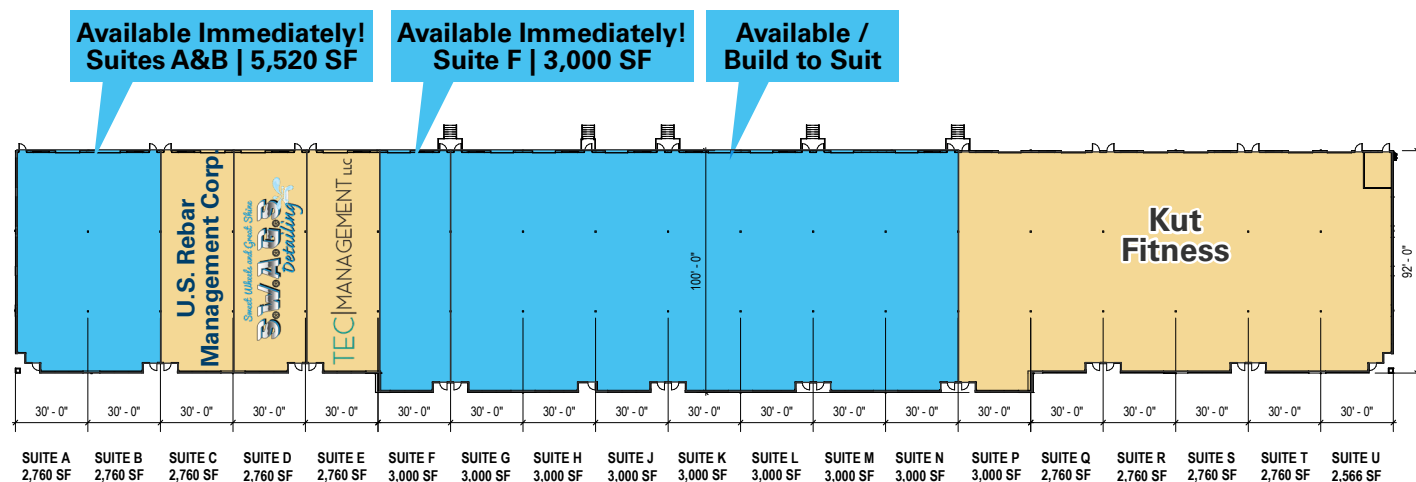 Available Immediately!
Suites A&B | 5,520 SF
Available Immediately!
Suite F | 3,000 SF
Available /
Build to Suit
U.S. Rebar
Management Corp.
Sweet Wheels and Great Shine
S.W.A.G.S
Detailing
TEC|MANAGEMENT LLC
100' - 0"
Kut
Fitness
92' - 0"
30' - 0" 30' - 0" 30' - 0" 30' - 0" 30' - 0" 30' - 0" 30' - 0" 30' - 0" 30' - 0" 30' - 0" 30' - 0" 30' - 0" 30' - 0" 30' - 0" 30' - 0" 30' - 0" 30' - 0" 30' - 0" 30' - 0"
SUITE A SUITE B SUITE C SUITE D SUITE E SUITE F SUITE G SUITE H SUITE J SUITE K SUITE L SUITE M SUITE N SUITE P SUITE Q SUITE R SUITE S SUITE T SUITE U
2,760 SF 2,760 SF 2,760 SF 2,760 SF 2,760 SF 3,000 SF 3,000 SF 3,000 SF 3,000 SF 3,000 SF 3,000 SF 3,000 SF 3,000 SF 3,000 SF 2,760 SF 2,760 SF 2,760 SF 2,760 SF 2,566 SF